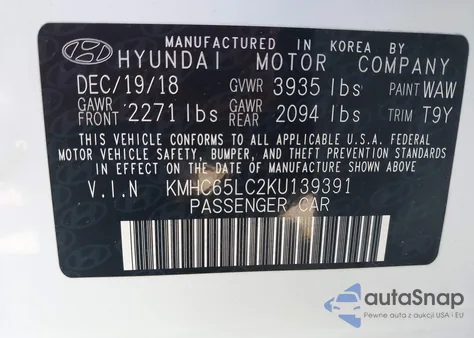 MANUFACTURED IN KOREA BY
HYUNDAI MOTOR COMPANY
DEC/19/18 GVWR 3935 lbs PAINT WAW
GAWR FRONT 2271 lbs GAWR REAR 2094 lbs TRIM T9Y
THIS VEHICLE CONFORMS TO ALL APPLICABLE U.S.A. FEDERAL
MOTOR VEHICLE SAFETY, BUMPER, AND THEFT PREVENTION STANDARDS
IN EFFECT ON THE DATE OF MANUFACTURE SHOWN ABOVE.
V.I.N KMHC65LC2KU139391
PASSENGER CAR
autoSnap
Pewne auta z aukcji USA i EU